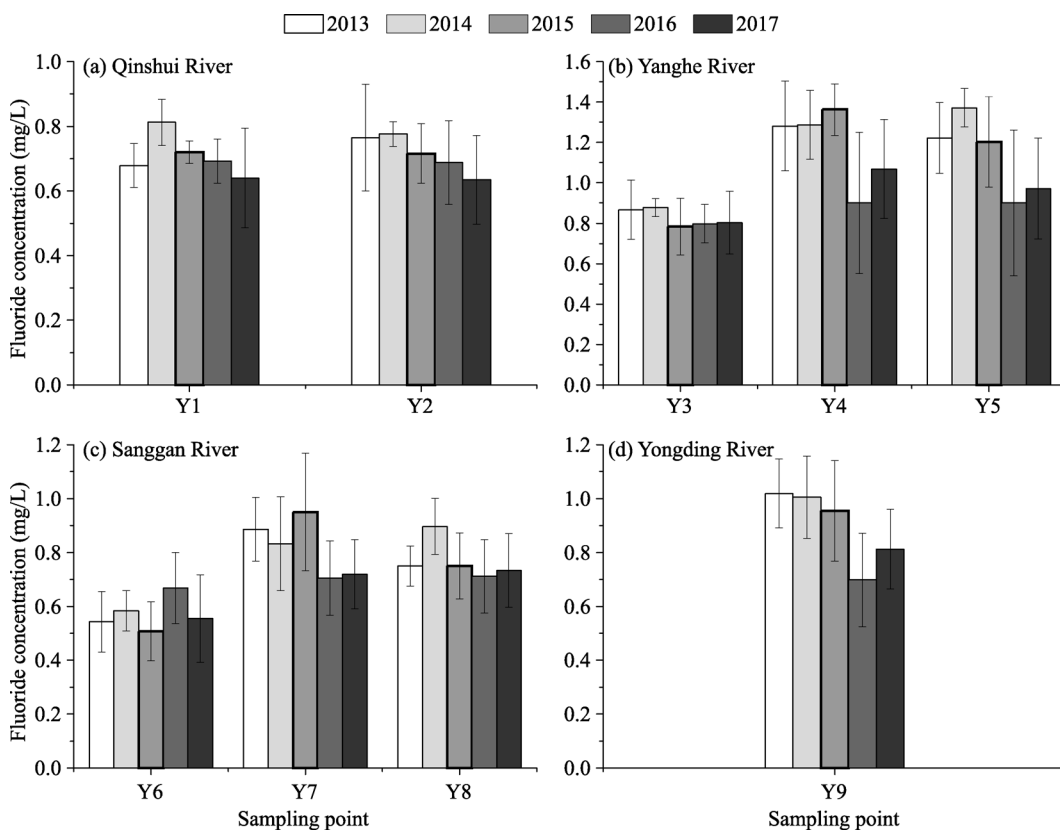 2013 2014 2015 2016 2017
(a) Qinshui River
Fluoride concentration (mg/L)
1.0
0.8
0.6
0.4
0.2
0.0
Y1 Y2
(b) Yanghe River
1.6
1.4
1.2
1.0
0.8
0.6
0.4
0.2
0.0
Y3 Y4 Y5
(c) Sanggan River
Fluoride concentration (mg/L)
1.2
1.0
0.8
0.6
0.4
0.2
0.0
Y6 Y7 Y8
Sampling point
(d) Yongding River
1.2
1.0
0.8
0.6
0.4
0.2
0.0
Y9
Sampling point